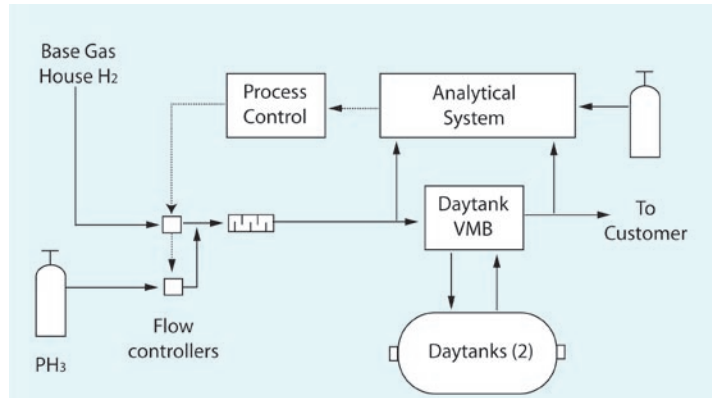 Base Gas
House H₂
Process
Control
Analytical
System
Daytank
VMB
To
Customer
Flow
controllers
PH₃
Daytanks (2)